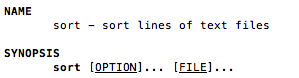 NAME
sort - sort lines of text files
SYNOPSIS
sort [OPTION]... [FILE]...